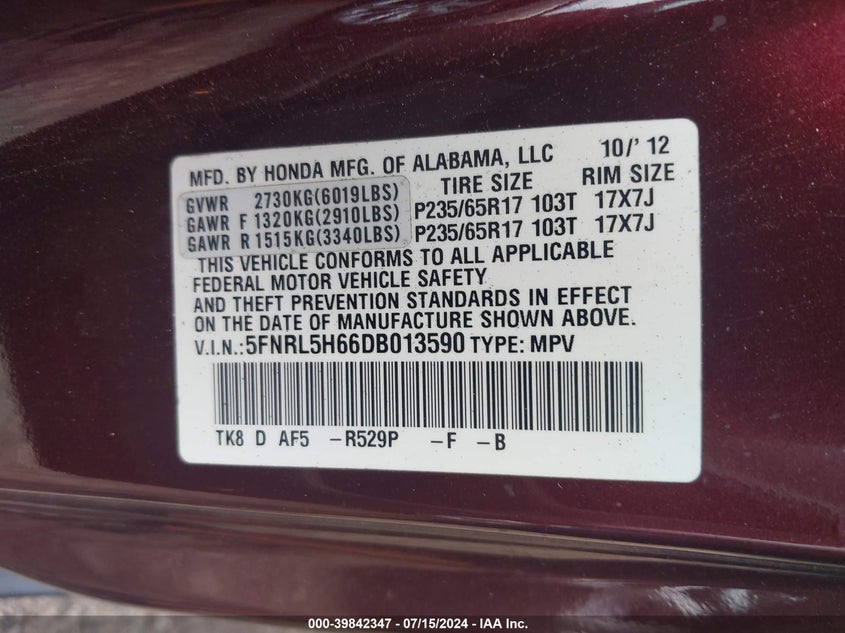 MFD. BY HONDA MFG. OF ALABAMA, LLC 10/'12
GVWR 2730KG(6019LBS) TIRE SIZE RIM SIZE
GAWR F 1320KG(2910LBS) P235/65R17 103T 17X7J
GAWR R 1515KG(3340LBS) P235/65R17 103T 17X7J
THIS VEHICLE CONFORMS TO ALL APPLICABLE
FEDERAL MOTOR VEHICLE SAFETY
AND THEFT PREVENTION STANDARDS IN EFFECT
ON THE DATE OF MANUFACTURE SHOWN ABOVE.
V.I.N.:5FNRL5H66DB013590 TYPE: MPV
TK8 D AF5 -R529P -F -B
000-39842347 - 07/15/2024 - IAA Inc.